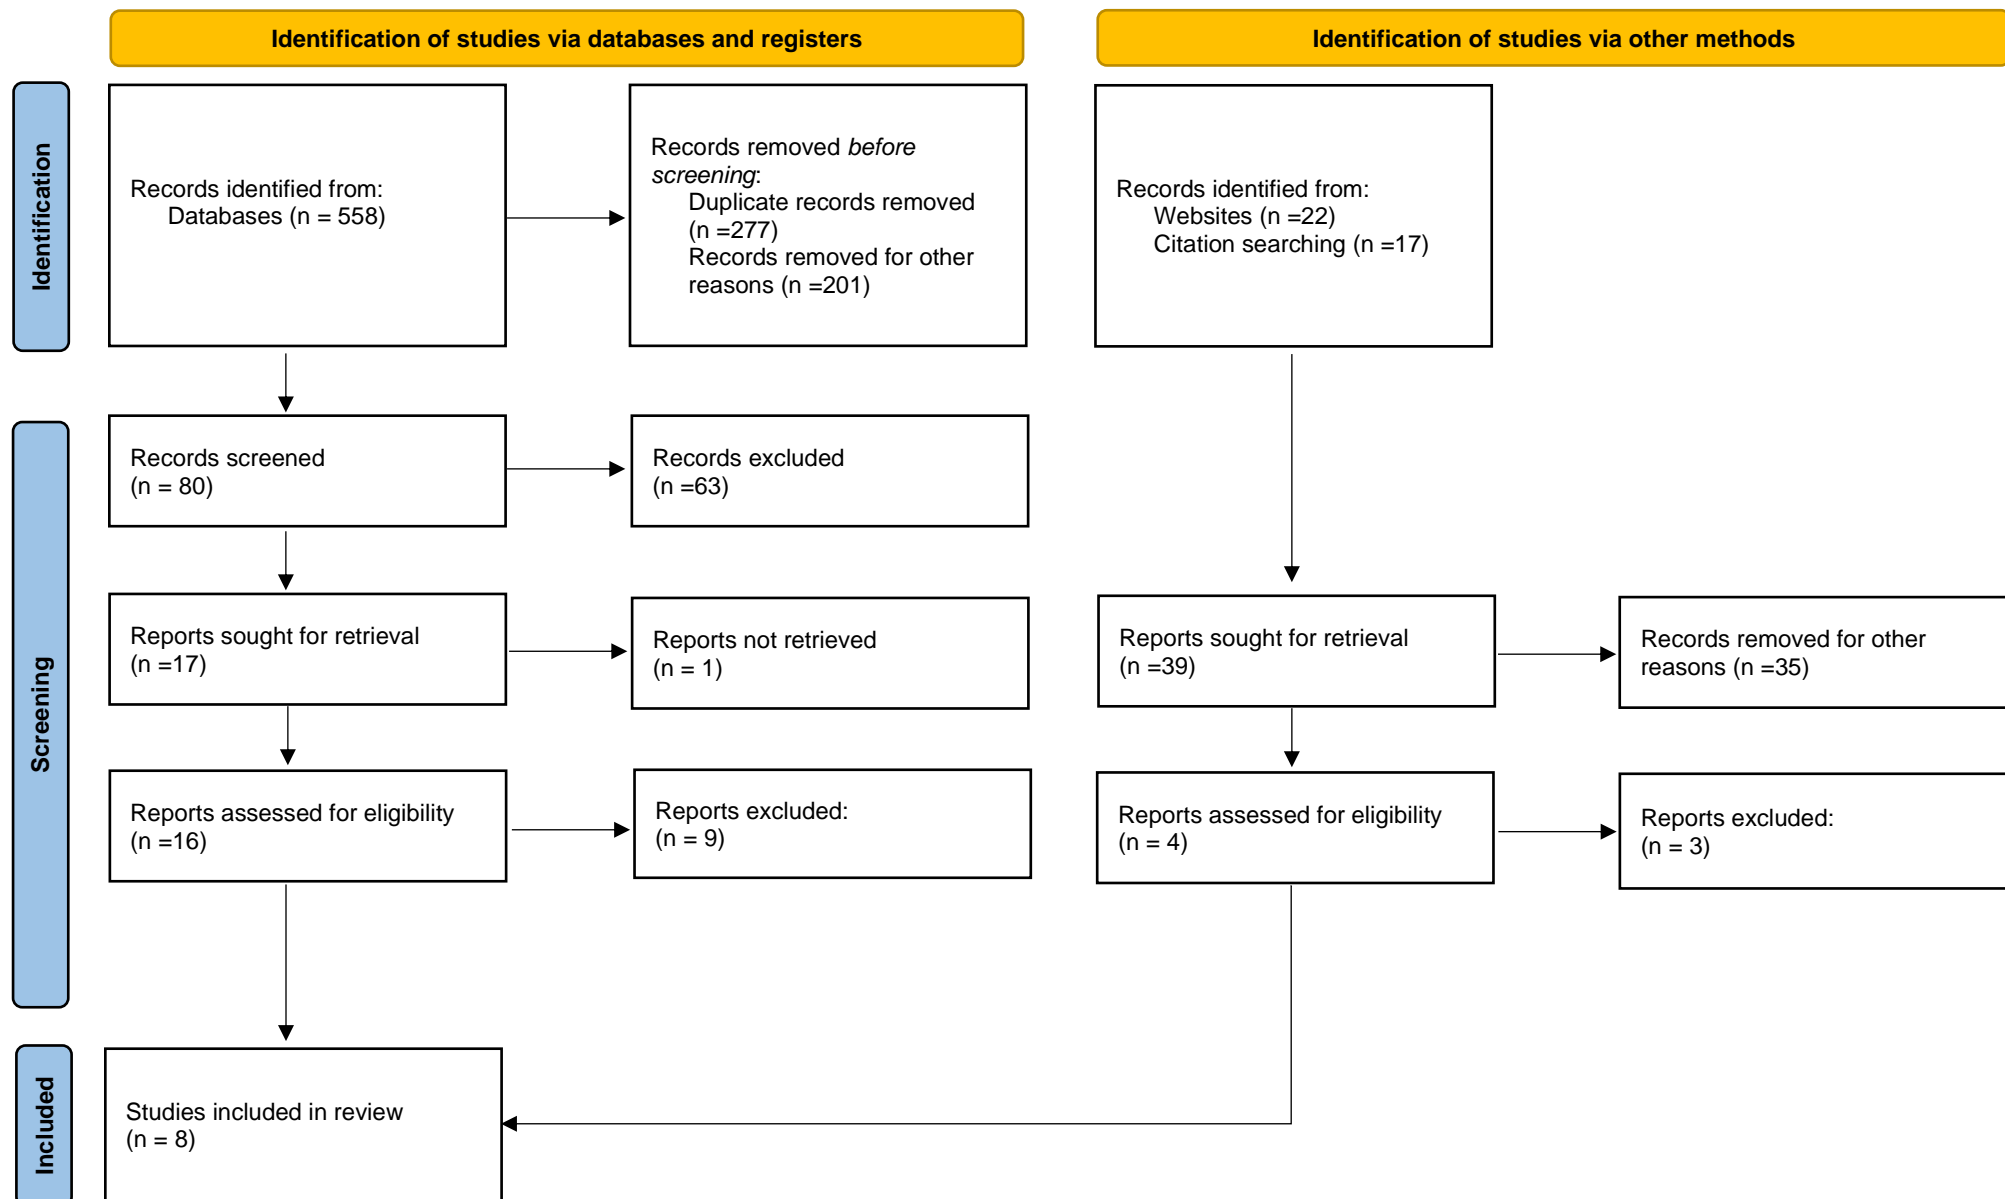 Identification of studies via databases and registers
Identification of studies via other methods
Identification
Records identified from:
Databases (n = 558)
Records removed before
screening:
Duplicate records removed
(n =277)
Records removed for other
reasons (n =201)
Records identified from:
Websites (n =22)
Citation searching (n =17)
Screening
Records screened
(n = 80)
Records excluded
(n =63)
Reports sought for retrieval
(n =17)
Reports not retrieved
(n = 1)
Reports sought for retrieval
(n =39)
Records removed for other
reasons (n =35)
Reports assessed for eligibility
(n =16)
Reports excluded:
(n = 9)
Reports assessed for eligibility
(n = 4)
Reports excluded:
(n = 3)
Included
Studies included in review
(n = 8)